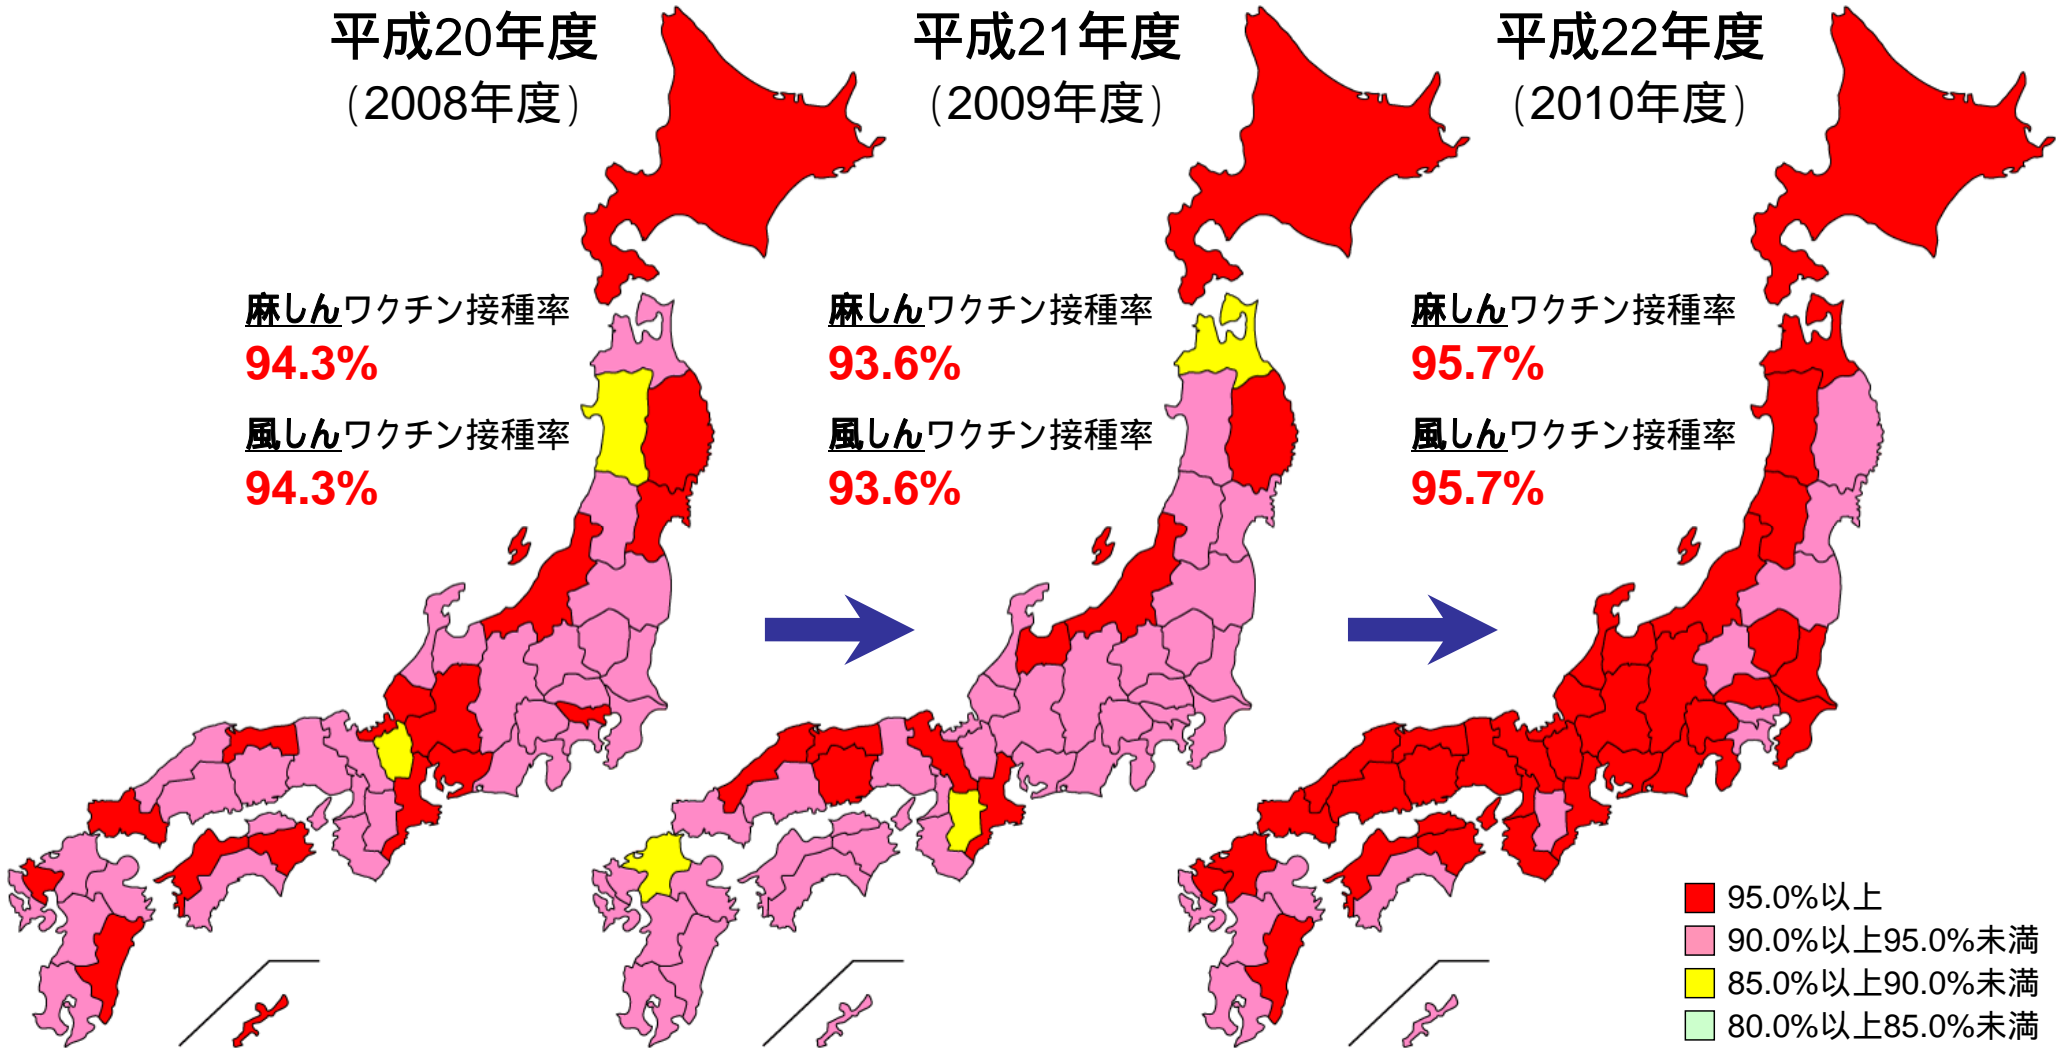 平成20年度
（2008年度）
麻しんワクチン接種率
94.3%
風しんワクチン接種率
94.3%
平成21年度
（2009年度）
麻しんワクチン接種率
93.6%
風しんワクチン接種率
93.6%
平成22年度
（2010年度）
麻しんワクチン接種率
95.7%
風しんワクチン接種率
95.7%
95.0%以上
90.0%以上95.0%未満
85.0%以上90.0%未満
80.0%以上85.0%未満